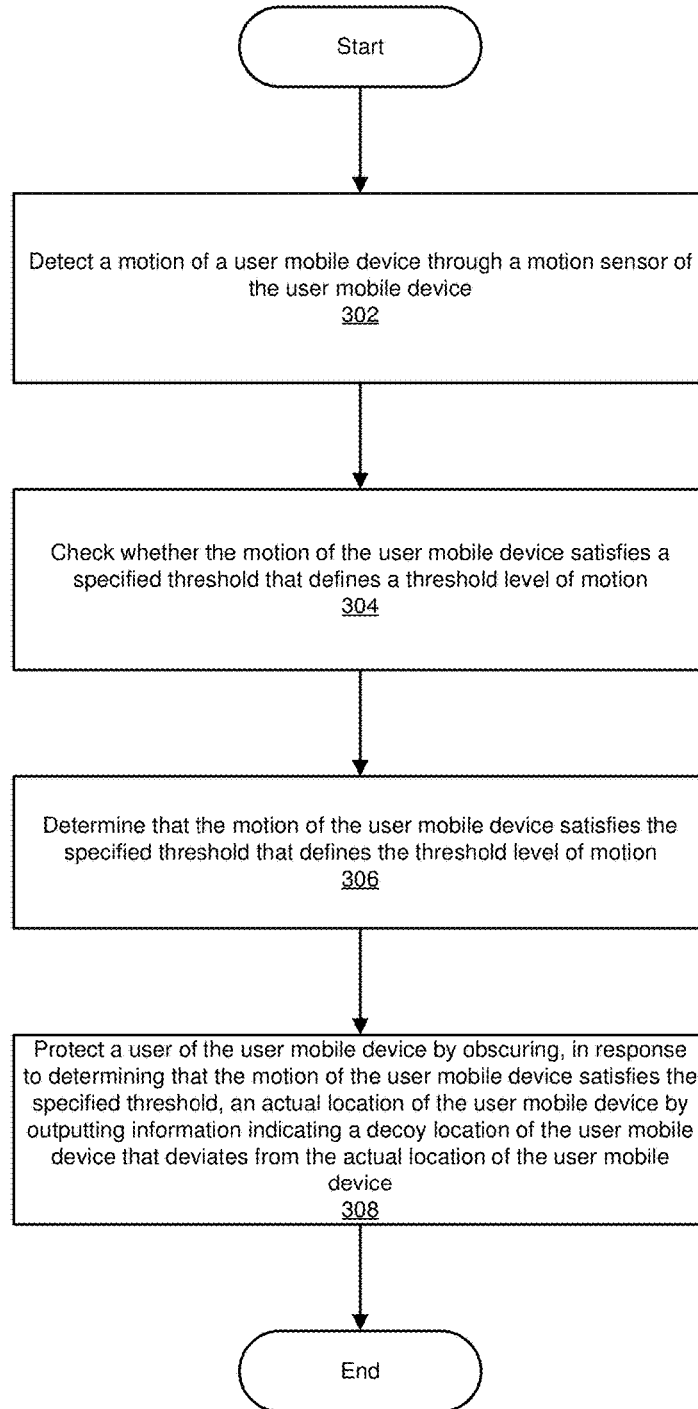 Start
Detect a motion of a user mobile device through a motion sensor of
the user mobile device
302
Check whether the motion of the user mobile device satisfies a
specified threshold that defines a threshold level of motion
304
Determine that the motion of the user mobile device satisfies the
specified threshold that defines the threshold level of motion
306
Protect a user of the user mobile device by obscuring, in response
to determining that the motion of the user mobile device satisfies the
specified threshold, an actual location of the user mobile device by
outputting information indicating a decoy location of the user mobile
device that deviates from the actual location of the user mobile
device
308
End